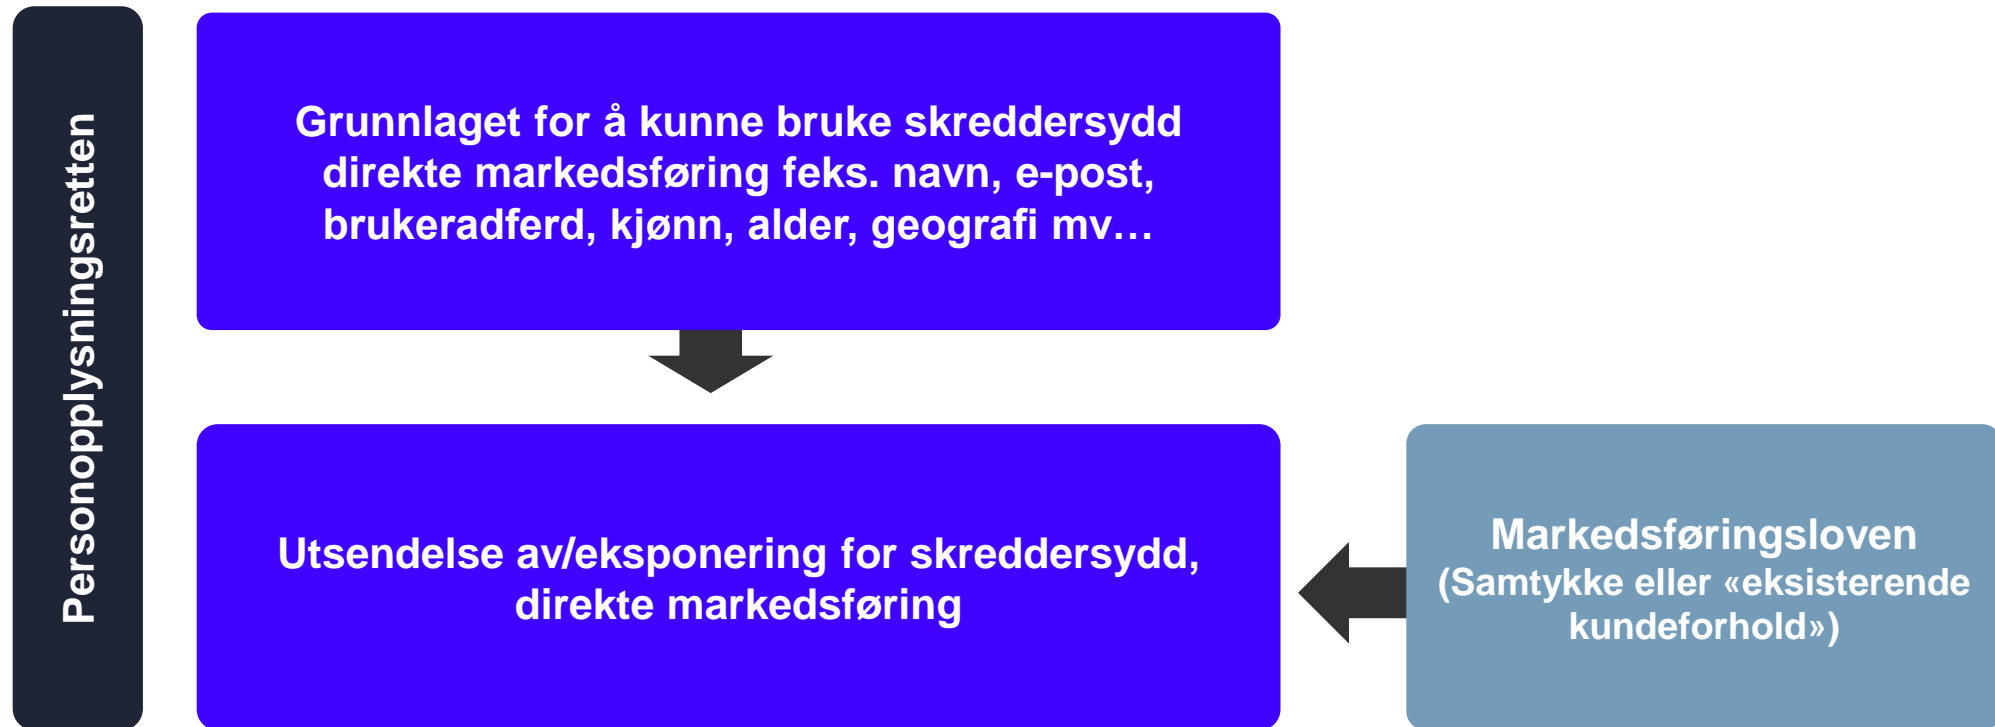 Personopplysningsretten
Grunnlaget for å kunne bruke skreddersydd
direkte markedsføring feks. navn, e-post,
brukeradferd, kjønn, alder, geografi mv…
Utsendelse av/eksponering for skreddersydd,
direkte markedsføring
Markedsføringsloven
(Samtykke eller «eksisterende
kundeforhold»)